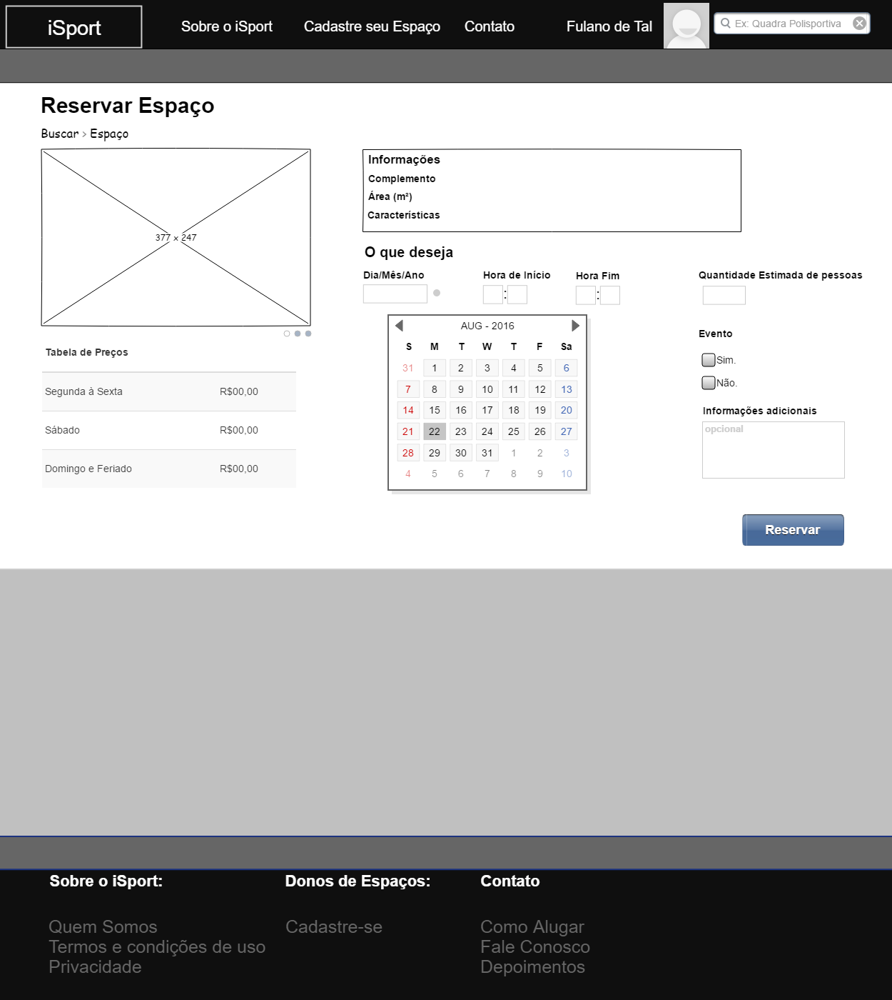 iSport
Sobre o iSport
Cadastre seu Espaço
Contato
Fulano de Tal
Ex: Quadra Polisportiva
Reservar Espaço
Buscar > Espaço
377 x 247
Tabela de Preços
Segunda à Sexta R$00,00
Sábado R$00,00
Domingo e Feriado R$00,00
Informações
Complemento
Área (m²)
Características
O que deseja
Dia/Mês/Ano
Hora de Início
:
Hora Fim
:
Quantidade Estimada de pessoas
AUG - 2016
S M T W T F Sa
31 1 2 3 4 5 6
7 8 9 10 11 12 13
14 15 16 17 18 19 20
21 22 23 24 25 26 27
28 29 30 31 1 2 3
4 5 6 7 8 9 10
Evento
Sim.
Não.
Informações adicionais
opcional
Reservar
Sobre o iSport:
Quem Somos
Termos e condições de uso
Privacidade
Donos de Espaços:
Cadastre-se
Contato
Como Alugar
Fale Conosco
Depoimentos